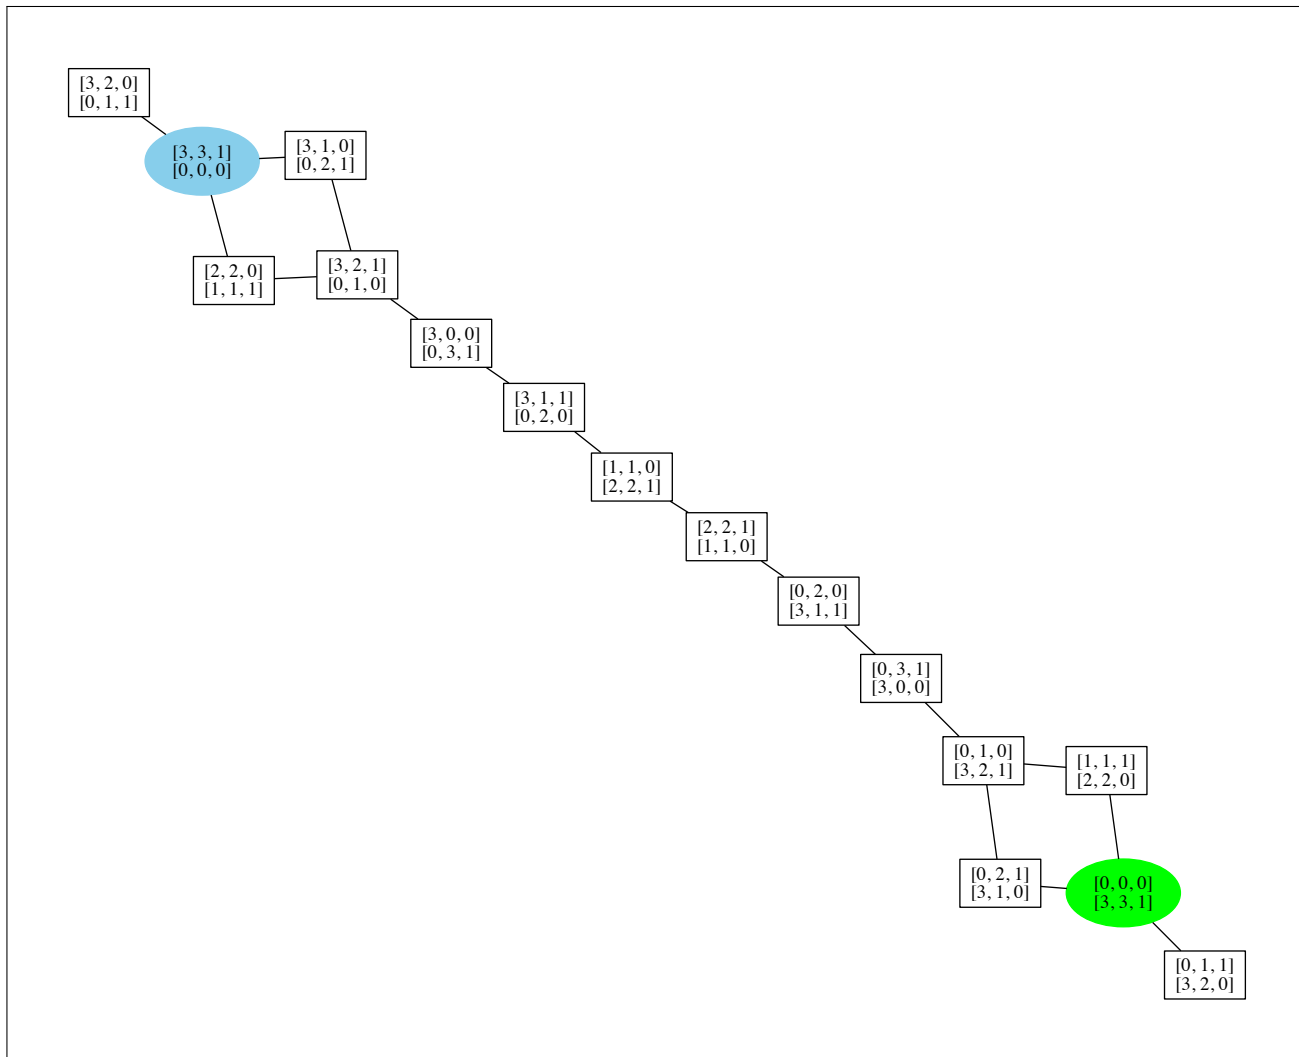 [3, 2, 0]
[0, 1, 1]
[3, 3, 1]
[0, 0, 0]
[3, 1, 0]
[0, 2, 1]
[2, 2, 0]
[1, 1, 1]
[3, 2, 1]
[0, 1, 0]
[3, 0, 0]
[0, 3, 1]
[3, 1, 1]
[0, 2, 0]
[1, 1, 0]
[2, 2, 1]
[2, 2, 1]
[1, 1, 0]
[0, 2, 0]
[3, 1, 1]
[0, 3, 1]
[3, 0, 0]
[0, 1, 0]
[3, 2, 1]
[1, 1, 1]
[2, 2, 0]
[0, 2, 1]
[3, 1, 0]
[0, 0, 0]
[3, 3, 1]
[0, 1, 1]
[3, 2, 0]